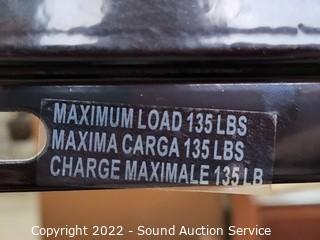 MAXIMUM LOAD 135 LBS
MAXIMA CARGA 135 LBS
CHARGE MAXIMALE 135 LB
Copyright 2022 - Sound Auction Service